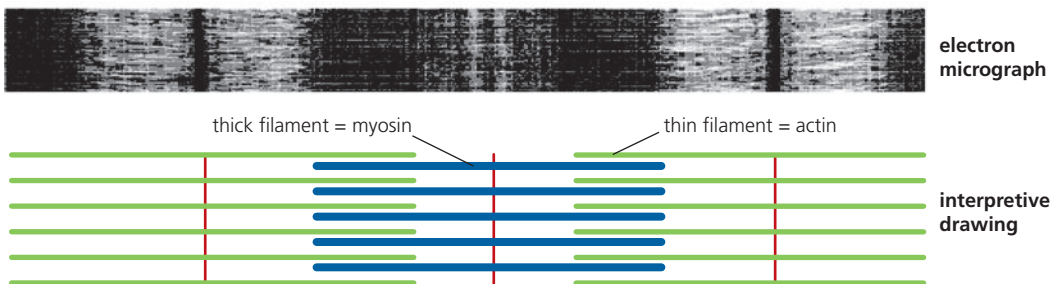 electron
micrograph
thick filament = myosin
thin filament = actin
interpretive
drawing